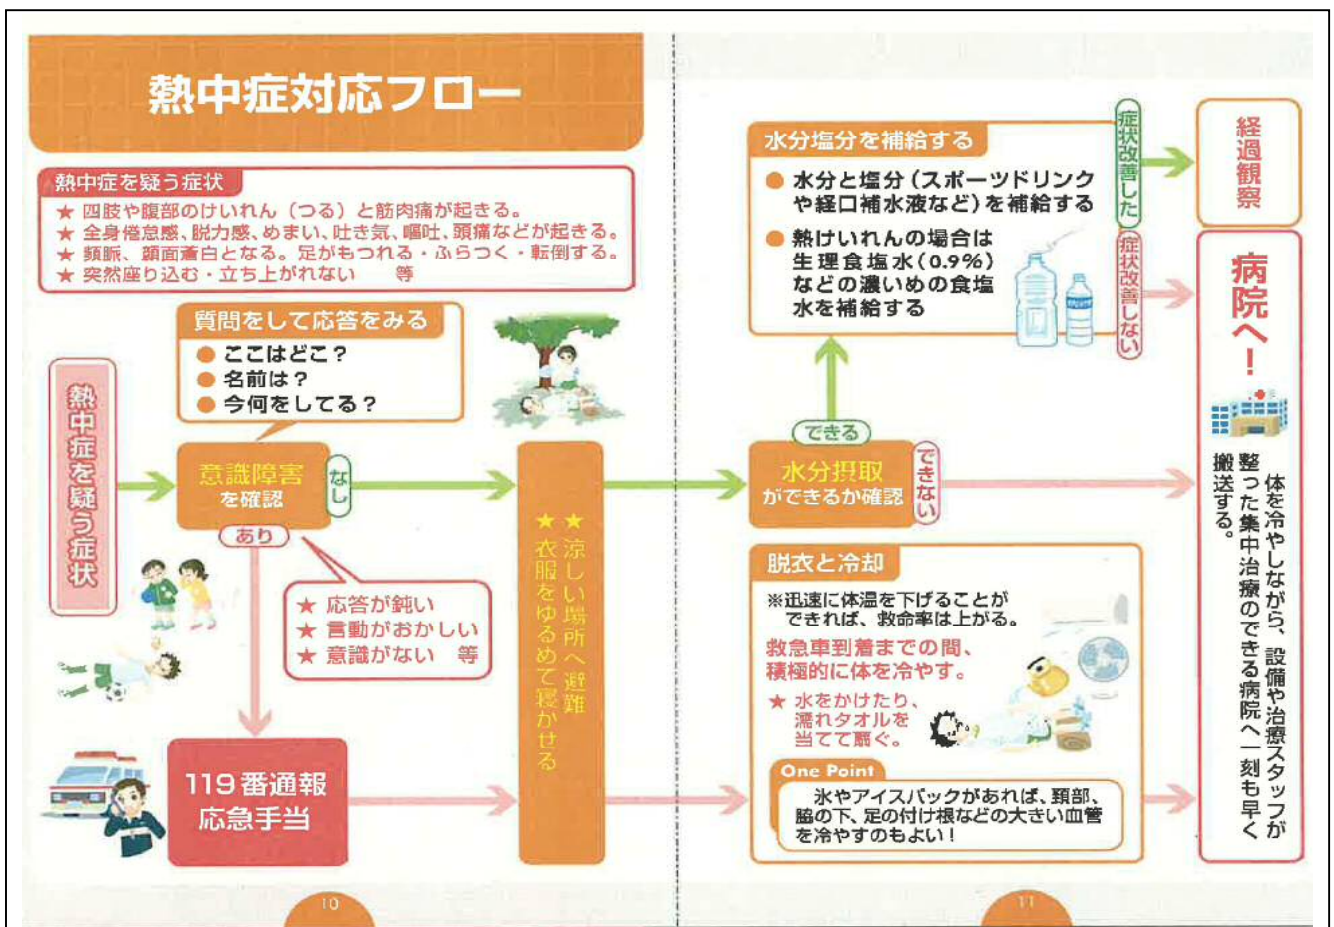 熱中症対応フロー
熱中症を疑う症状
★ 四肢や腹部のけいれん（つる）と筋肉痛が起きる。
★ 全身倦怠感、脱力感、めまい、吐き気、嘔吐、頭痛などが起きる。
★ 頻脈、顔面蒼白となる。足がもつれる・ふらつく・転倒する。
★ 突然座り込む・立ち上がれない　等
質問をして応答をみる
● ここはどこ？
● 名前は？
● 今何をしてる？
熱中症を疑う症状
意識障害
を確認
なし
あり
★ 応答が鈍い
★ 言動がおかしい
★ 意識がない　等
119番通報
応急手当
★ 涼しい場所へ避難
★ 衣服をゆるめて寝かせる
10
水分塩分を補給する
● 水分と塩分（スポーツドリンク
や経口補水液など）を補給する
● 熱けいれんの場合は
生理食塩水（0.9%）
などの濃いめの食塩
水を補給する
症状改善した
症状改善しない
経過観察
できる
水分摂取
ができるか確認
できない
脱衣と冷却
※迅速に体温を下げることが
できれば、救命率は上がる。
救急車到着までの間、
積極的に体を冷やす。
★ 水をかけたり、
濡れタオルを
当てて扇ぐ。
One Point
氷やアイスパックがあれば、頚部、
脇の下、足の付け根などの大きい血管
を冷やすのもよい！
病院へ！
体を冷やしながら、設備や治療スタッフが
整った集中治療のできる病院へ一刻も早く
搬送する。
11